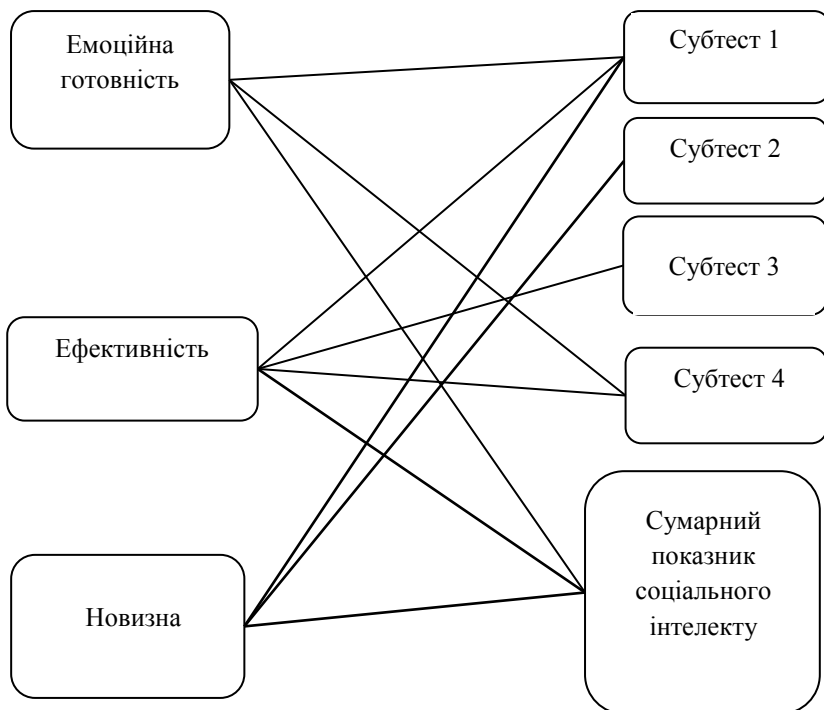 Емоційна
готовність
Ефективність
Новизна
Субтест 1
Субтест 2
Субтест 3
Субтест 4
Сумарний
показник
соціального
інтелекту